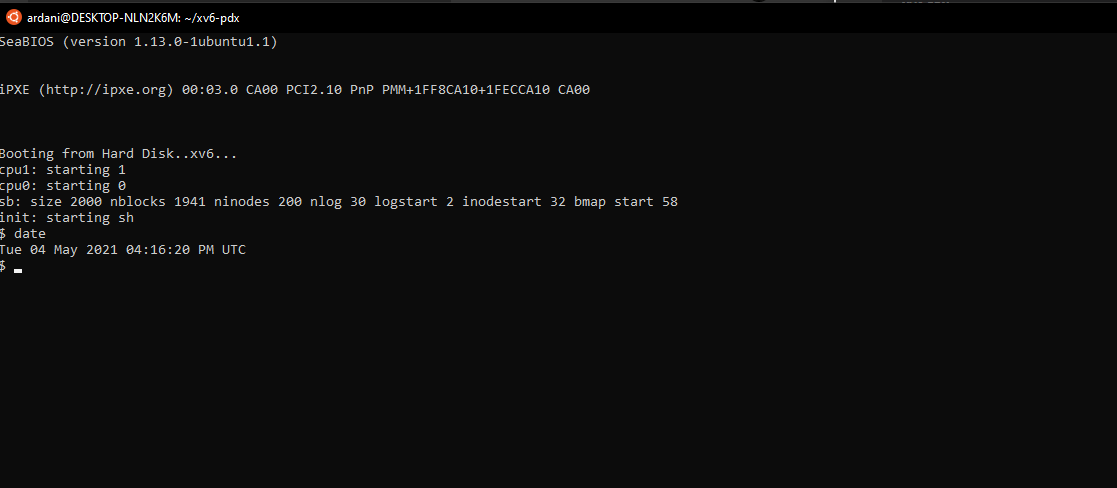 ardani@DESKTOP-NLN2K6M: ~/xv6-pdx
SeaBIOS (version 1.13.0-1ubuntu1.1)
iPXE (http://ipxe.org) 00:03.0 CA00 PCI2.10 PnP PMM+1FF8CA10+1FECCA10 CA00
Booting from Hard Disk..xv6...
cpu1: starting 1
cpu0: starting 0
sb: size 2000 nblocks 1941 ninodes 200 nlog 30 logstart 2 inodestart 32 bmap start 58
init: starting sh
$ date
Tue 04 May 2021 04:16:20 PM UTC
$